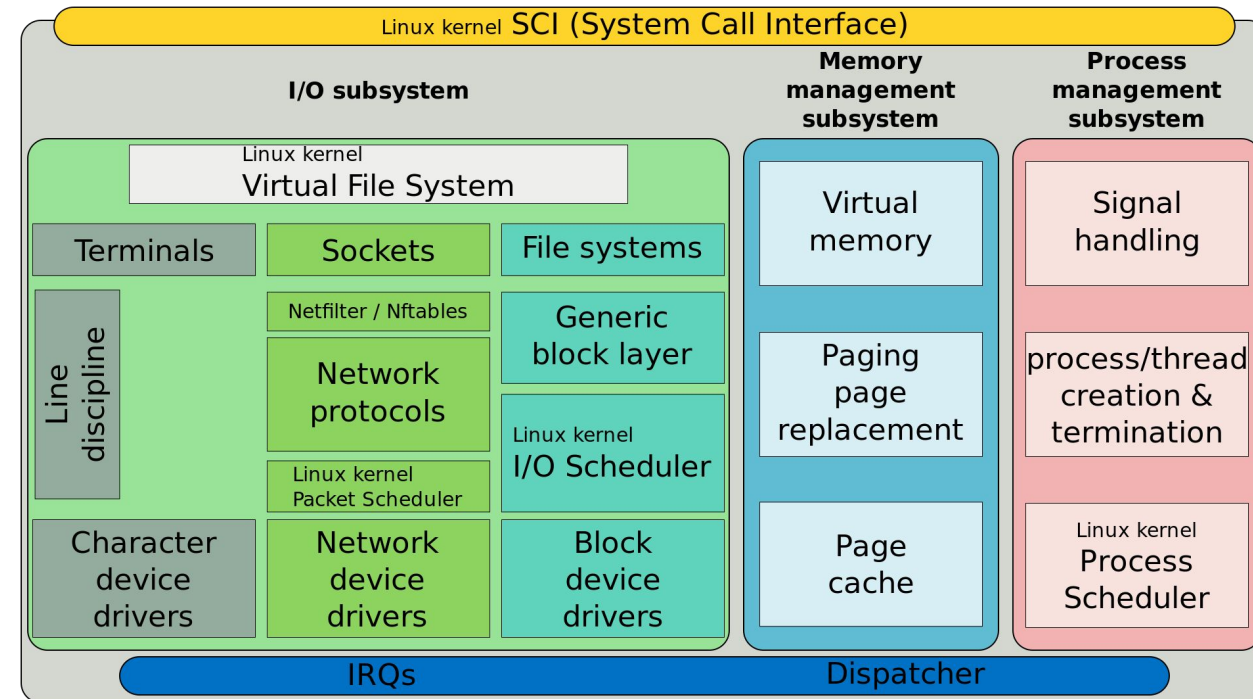 Linux kernel SCI (System Call Interface)
I/O subsystem
Memory
management
subsystem
Process
management
subsystem
Linux kernel
Virtual File System
Terminals
Sockets
File systems
Line
discipline
Netfilter / Nftables
Network
protocols
Linux kernel
Packet Scheduler
Generic
block layer
Linux kernel
I/O Scheduler
Character
device
drivers
Network
device
drivers
Block
device
drivers
Virtual
memory
Paging
page
replacement
Page
cache
Signal
handling
process/thread
creation &
termination
Linux kernel
Process
Scheduler
IRQs
Dispatcher